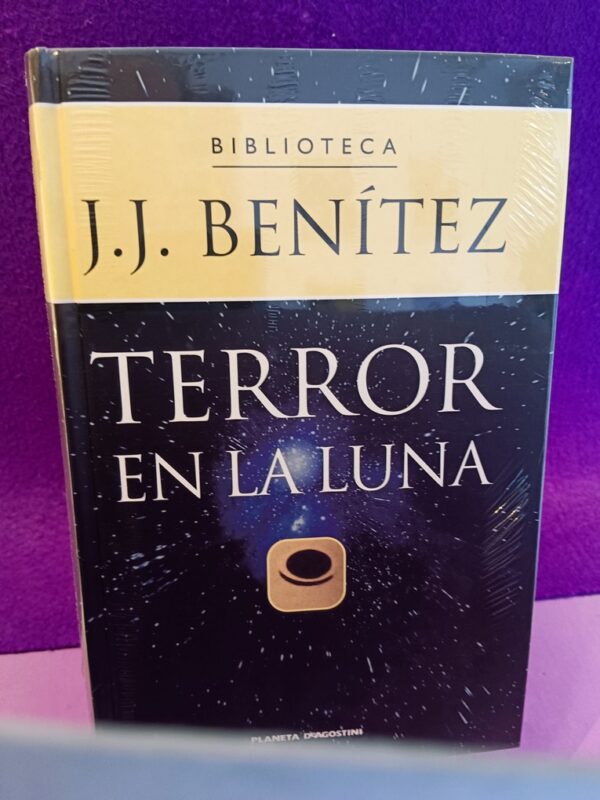 BIBLIOTECA
J.J. BENÍTEZ
TERROR
EN LA LUNA
PLANETA DEAGOSTINI